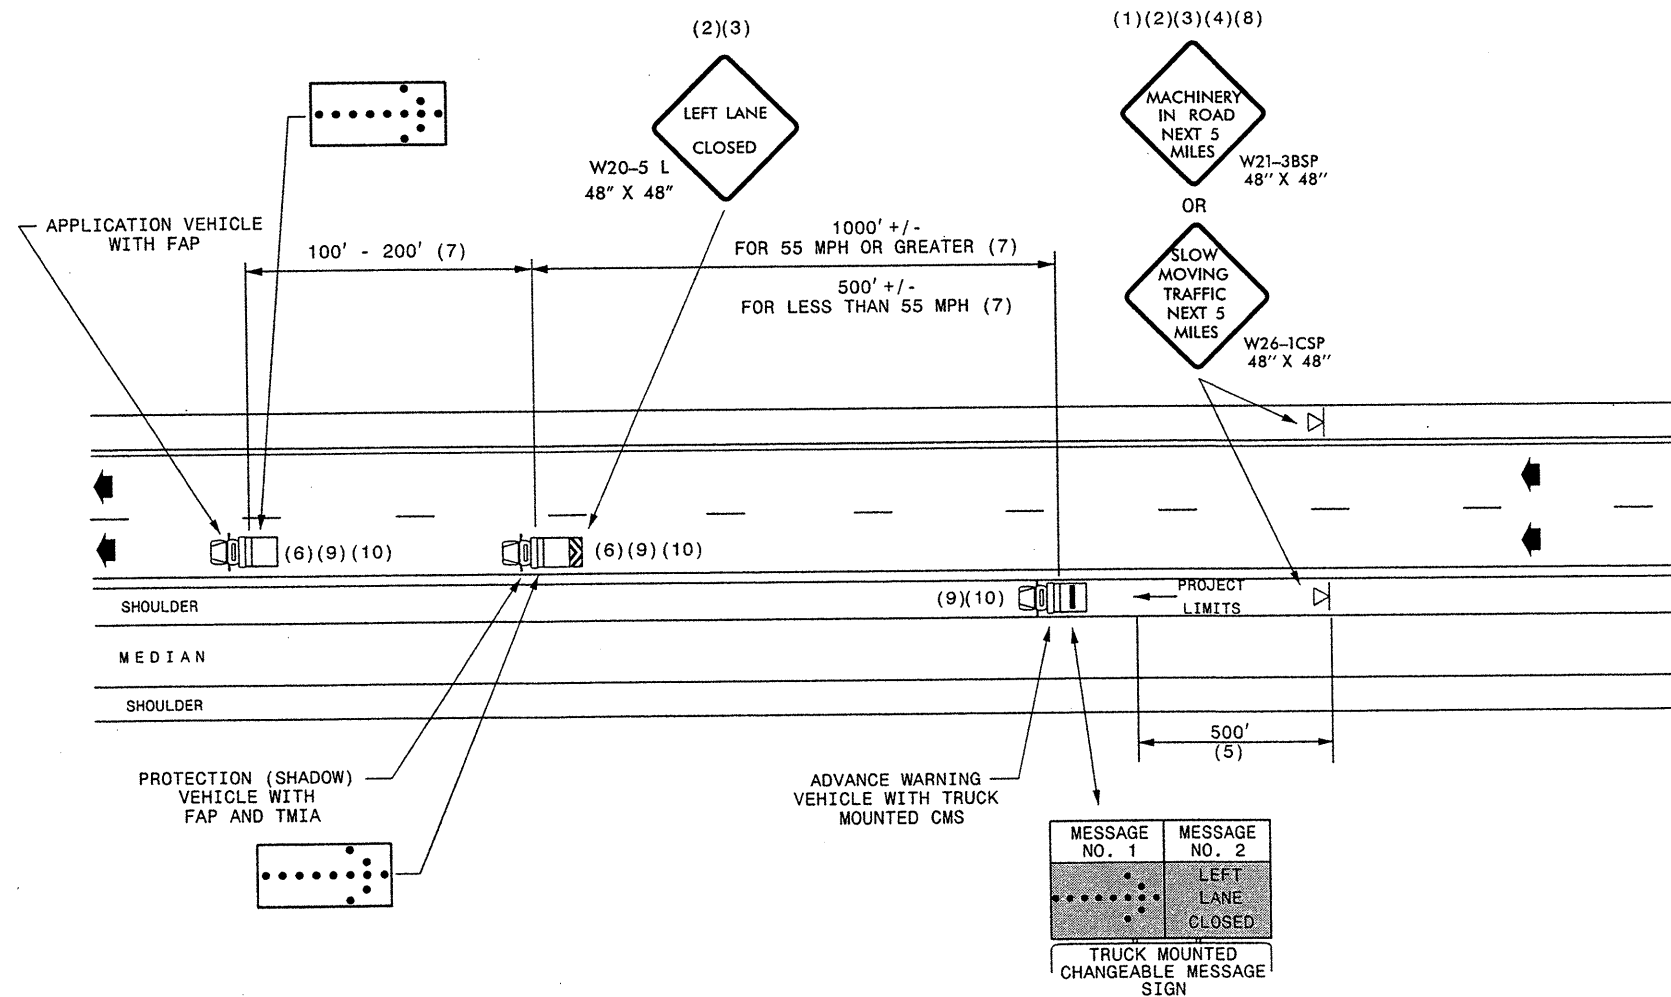 (2)(3)
(1)(2)(3)(4)(8)
LEFT LANE
CLOSED
W20-5 L
48" X 48"
MACHINERY
IN ROAD
NEXT 5
MILES
W21-3BSP
48'' X 48''
OR
SLOW
MOVING
TRAFFIC
NEXT 5
MILES
W26-1CSP
48'' X 48''
APPLICATION VEHICLE
WITH FAP
100' - 200' (7)
1000' +/-
FOR 55 MPH OR GREATER (7)
500' +/-
FOR LESS THAN 55 MPH (7)
(6)(9)(10)
(6)(9)(10)
(9)(10)
PROJECT
LIMITS
SHOULDER
MEDIAN
SHOULDER
500'
(5)
PROTECTION (SHADOW)
VEHICLE WITH
FAP AND TMIA
ADVANCE WARNING
VEHICLE WITH TRUCK
MOUNTED CMS
MESSAGE
NO. 1
MESSAGE
NO. 2
LEFT
LANE
CLOSED
TRUCK MOUNTED
CHANGEABLE MESSAGE
SIGN